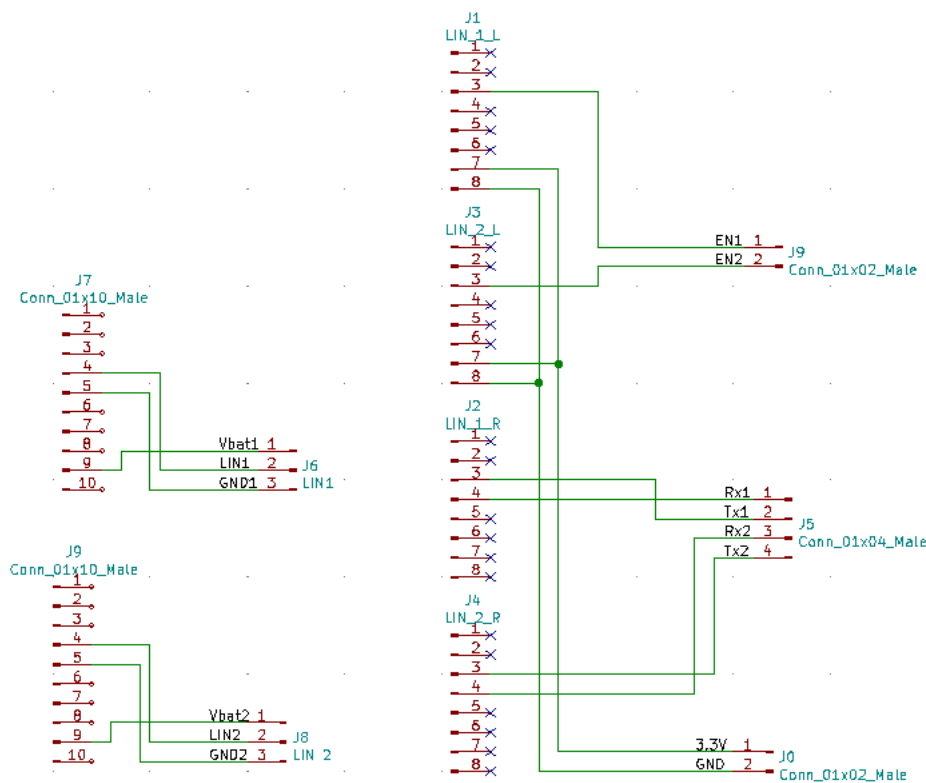 J1
LIN_1_L
1
2
3
4
5
6
7
8
J3
LIN_2_L
1
2
3
4
5
6
7
8
EN1 1
EN2 2
J9
Conn_01x02_Male
J7
Conn_01x10_Male
1
2
3
4
5
6
7
8
9
10
Vbat1 1
LIN1 2
GND1 3
J6
LIN1
J2
LIN_1_R
1
2
3
4
5
6
7
8
Rx1 1
Tx1 2
Rx2 3
Tx2 4
J5
Conn_01x04_Male
J9
Conn_01x10_Male
1
2
3
4
5
6
7
8
9
10
Vbat2 1
LIN2 2
GND2 3
J8
LIN_2
J4
LIN_2_R
1
2
3
4
5
6
7
8
3.3V 1
GND 2
J0
Conn_01x02_Male